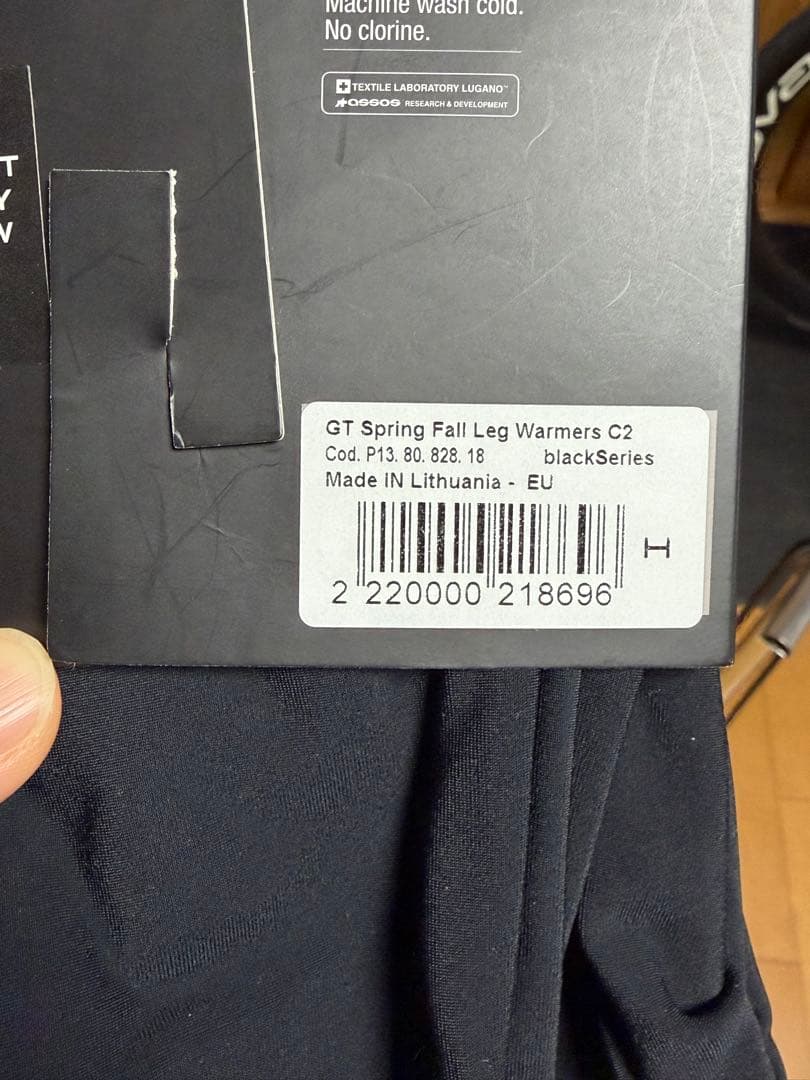 Machine wash cold.
No clorine.
TEXTILE LABORATORY LUGANO™
assos RESEARCH & DEVELOPMENT
T
Y
GT Spring Fall Leg Warmers C2
Cod. P13. 80. 828. 18 blackSeries
Made IN Lithuania - EU
2 220000 218696
I